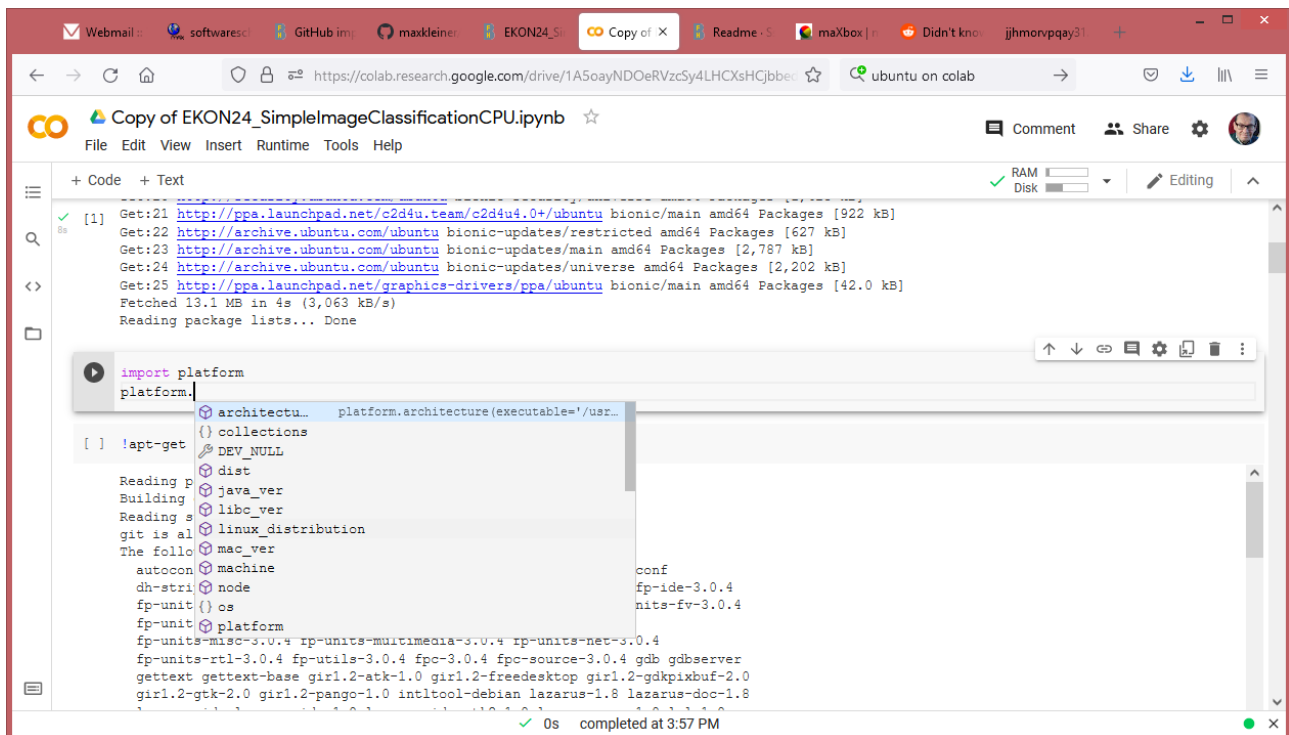 Webmail ::
softwaresc
GitHub im
maxkleiner
EKON24_Si
Copy of
Readme · S
maXbox | n
Didn't kno
jjhmorvpqay31
https://colab.research.google.com/drive/1A5oayNDOeRVzcSy4LHCXsHCjbbe
ubuntu on colab
Copy of EKON24_SimpleImageClassificationCPU.ipynb
File Edit View Insert Runtime Tools Help
Comment
Share
+ Code + Text
RAM
Disk
Editing
[1]
8s
Get:21 http://ppa.launchpad.net/c2d4u.team/c2d4u4.0+/ubuntu bionic/main amd64 Packages [922 kB]
Get:22 http://archive.ubuntu.com/ubuntu bionic-updates/restricted amd64 Packages [627 kB]
Get:23 http://archive.ubuntu.com/ubuntu bionic-updates/main amd64 Packages [2,787 kB]
Get:24 http://archive.ubuntu.com/ubuntu bionic-updates/universe amd64 Packages [2,202 kB]
Get:25 http://ppa.launchpad.net/graphics-drivers/ppa/ubuntu bionic/main amd64 Packages [42.0 kB]
Fetched 13.1 MB in 4s (3,063 kB/s)
Reading package lists... Done
import platform
platform.
architectu… platform.architecture(executable='/usr…
{} collections
DEV_NULL
dist
java_ver
libc_ver
linux_distribution
mac_ver
machine
node
{} os
platform
[ ] !apt-get
Reading p
Building
Reading s
git is al
The follo
autocon conf
dh-stri fp-ide-3.0.4
fp-unit nits-fv-3.0.4
fp-unit
fp-units-misc-3.0.4 fp-units-multimedia-3.0.4 fp-units-net-3.0.4
fp-units-rtl-3.0.4 fp-utils-3.0.4 fpc-3.0.4 fpc-source-3.0.4 gdb gdbserver
gettext gettext-base gir1.2-atk-1.0 gir1.2-freedesktop gir1.2-gdkpixbuf-2.0
gir1.2-gtk-2.0 gir1.2-pango-1.0 intltool-debian lazarus-1.8 lazarus-doc-1.8
0s completed at 3:57 PM